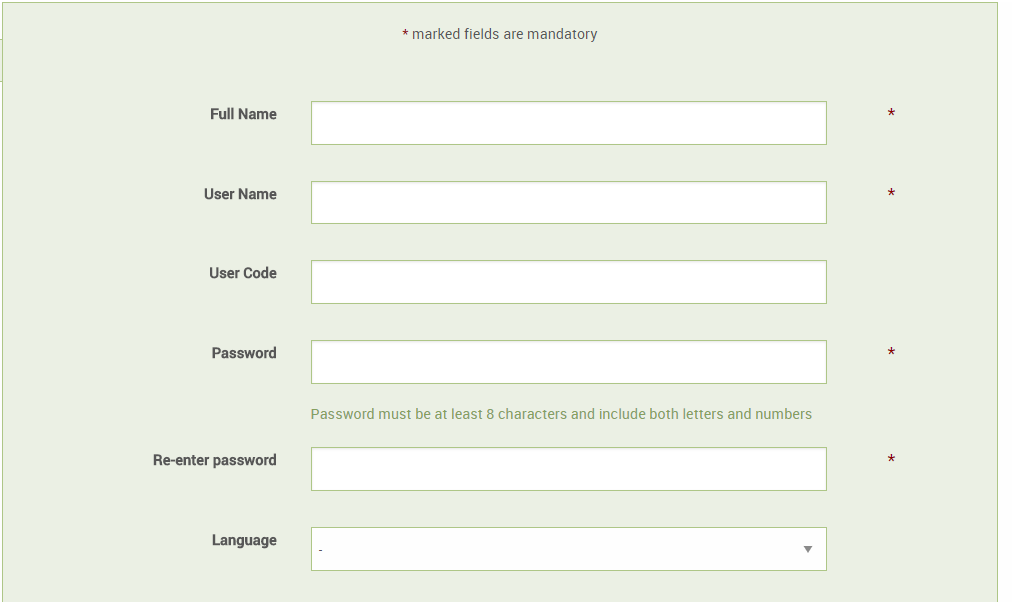 * marked fields are mandatory
Full Name *
User Name *
User Code
Password *
Password must be at least 8 characters and include both letters and numbers
Re-enter password *
Language -